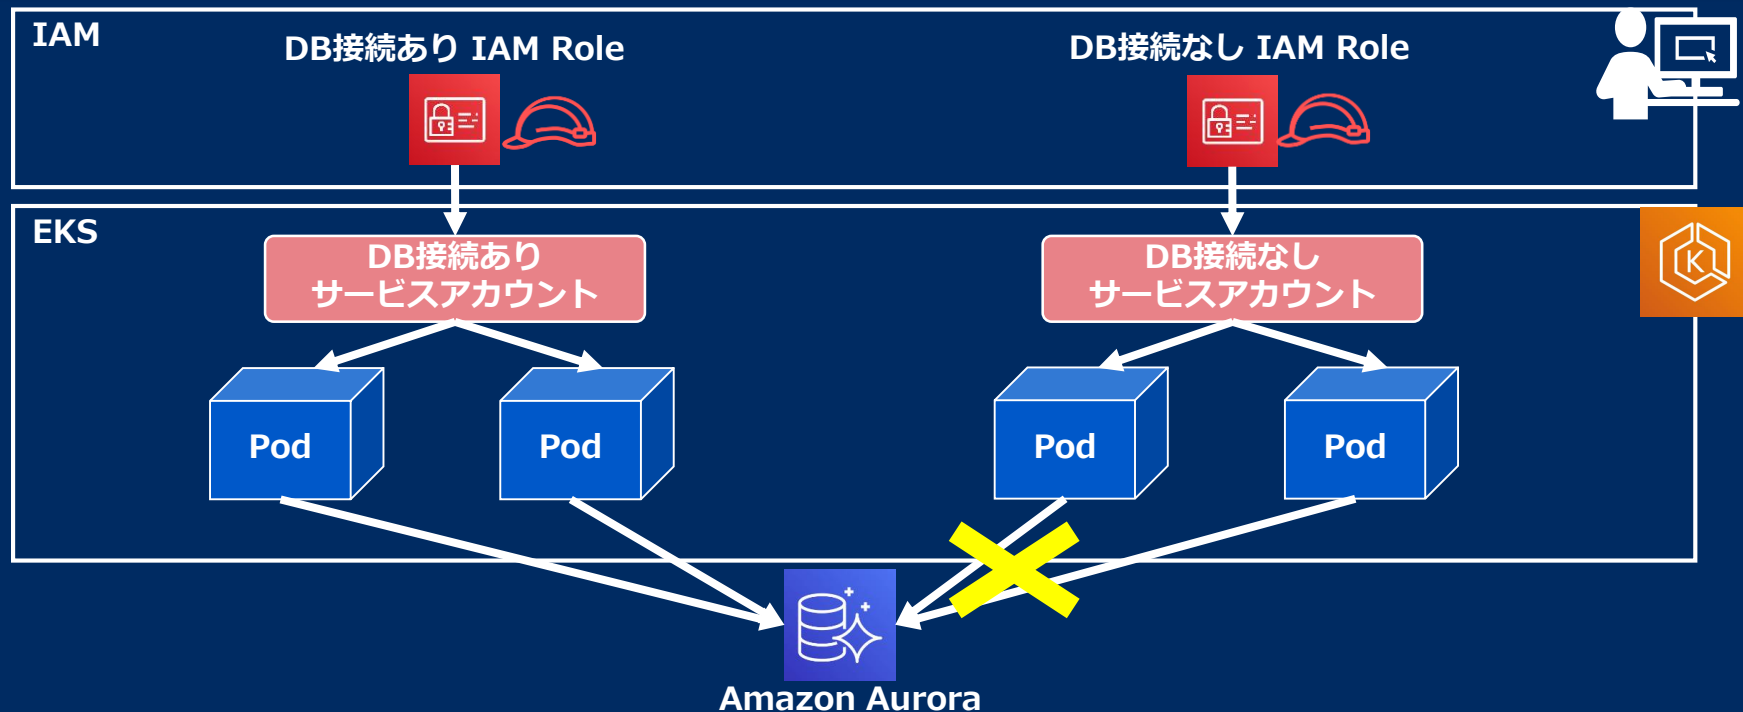 IAM
DB接続あり IAM Role
DB接続なし IAM Role
EKS
DB接続あり
サービスアカウント
DB接続なし
サービスアカウント
K
Pod
Pod
Pod
Pod
Amazon Aurora